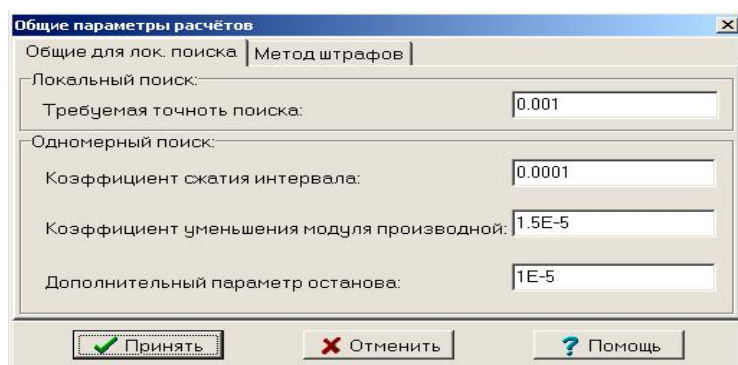 Общие параметры расчётов
Общие для лок. поиска Метод штрафов
Локальный поиск:
Требуемая точноть поиска: 0.001
Одномерный поиск:
Коэффициент сжатия интервала: 0.0001
Коэффициент уменьшения модуля производной: 1.5E-5
Дополнительный параметр останова: 1E-5
Принять Отменить ? Помощь